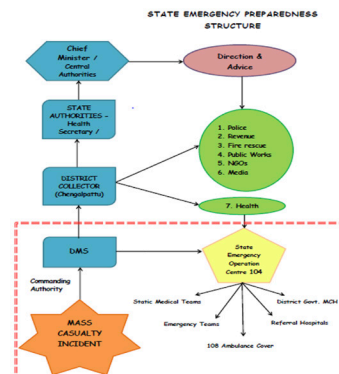 STATE EMERGENCY PREPAREDNESS
STRUCTURE
Chief
Minister /
Central
Authorities
Direction &
Advice
STATE
AUTHORITIES –
Health
Secretary /
1. Police
2. Revenue
3. Fire rescue
4. Public Works
5. NGOs
6. Media
DISTRICT
COLLECTOR
(Chengalpattu)
7. Health
DMS
State
Emergency
Operation
Centre 104
Commanding
Authority
MASS
CASUALTY
INCIDENT
Static Medical Teams
District Govt. MCH
Emergency Teams
Referral Hospitals
108 Ambulance Cover